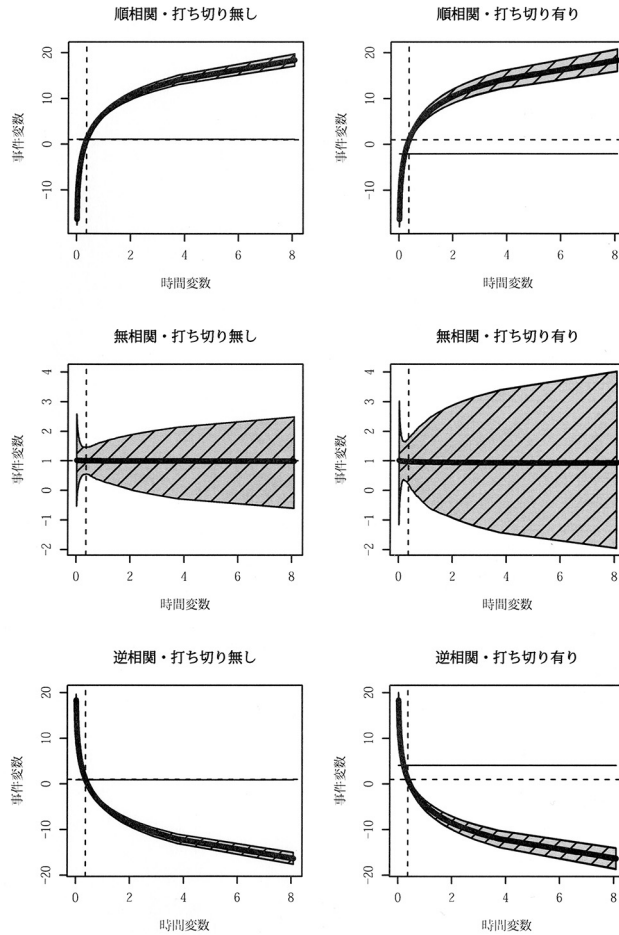 順相関・打ち切り無し
20
10
0
-10
事件変数
0 2 4 6 8
時間変数
順相関・打ち切り有り
20
10
0
-10
事件変数
0 2 4 6 8
時間変数
無相関・打ち切り無し
4
3
2
1
0
-1
-2
事件変数
0 2 4 6 8
時間変数
無相関・打ち切り有り
4
3
2
1
0
-1
-2
事件変数
0 2 4 6 8
時間変数
逆相関・打ち切り無し
20
10
0
-10
-20
事件変数
0 2 4 6 8
時間変数
逆相関・打ち切り有り
20
10
0
-10
-20
事件変数
0 2 4 6 8
時間変数